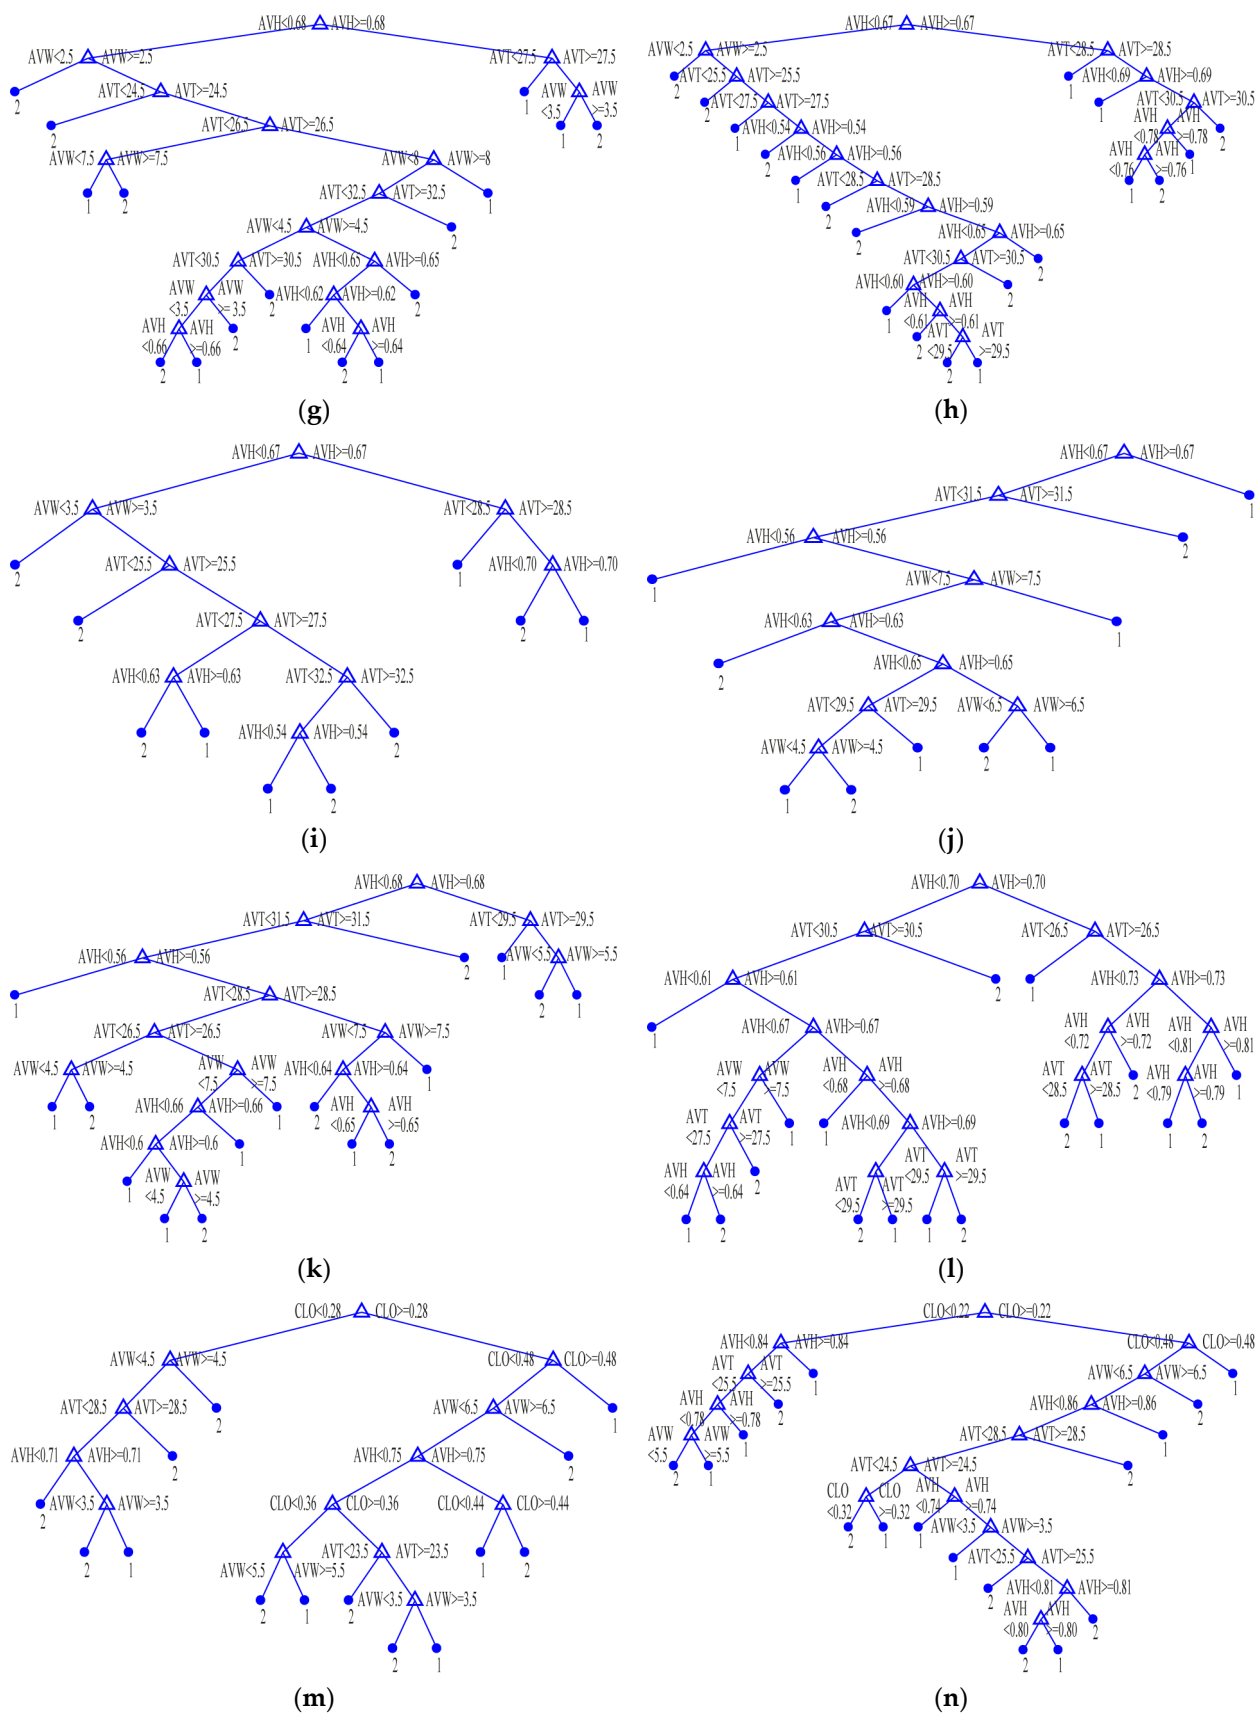 AVH<0.68 AVH>=0.68
AVW<2.5 AVW>=2.5 AVT<27.5 AVT>=27.5
2 AVT<24.5 AVT>=24.5 1 AVW <3.5 AVW >=3.5
2 AVT<26.5 AVT>=26.5 1 2
AVW<7.5 AVW>=7.5 AVW<8 AVW>=8
1 2 AVT<32.5 AVT>=32.5 1
AVW<4.5 AVW>=4.5 2
AVT<30.5 AVT>=30.5 AVH<0.65 AVH>=0.65
AVW <3.5 AVW >=3.5 2 AVH<0.62 AVH>=0.62 2
AVH <0.66 AVH >=0.66 2 1 AVH <0.64 AVH >=0.64
2 1 2 1
(g)
AVH<0.67 AVH>=0.67
AVW<2.5 AVW>=2.5 AVT<28.5 AVT>=28.5
2 AVT<25.5 AVT>=25.5 1 AVH<0.69 AVH>=0.69
2 AVT<27.5 AVT>=27.5 1 AVT<30.5 AVT>=30.5
1 AVH<0.54 AVH>=0.54 AVH <0.78 AVH >=0.78 2
2 AVH<0.56 AVH>=0.56 AVH <0.76 AVH >=0.76 1
1 AVT<28.5 AVT>=28.5 1 2
2 AVH<0.59 AVH>=0.59
2 AVH<0.65 AVH>=0.65
AVT<30.5 AVT>=30.5 2
AVH<0.60 AVH>=0.60 2
1 AVH <0.61 AVH >=0.61
2 AVT <29.5 AVT >=29.5
2 1
(h)
AVH<0.67 AVH>=0.67
AVW<3.5 AVW>=3.5 AVT<28.5 AVT>=28.5
2 AVT<25.5 AVT>=25.5 1 AVH<0.70 AVH>=0.70
2 AVT<27.5 AVT>=27.5 2 1
AVH<0.63 AVH>=0.63 AVT<32.5 AVT>=32.5
2 1 AVH<0.54 AVH>=0.54 2
1 2
(i)
AVH<0.67 AVH>=0.67
AVT<31.5 AVT>=31.5 1
AVH<0.56 AVH>=0.56 2
1 AVW<7.5 AVW>=7.5
AVH<0.63 AVH>=0.63 1
2 AVH<0.65 AVH>=0.65
AVT<29.5 AVT>=29.5 AVW<6.5 AVW>=6.5
AVW<4.5 AVW>=4.5 1 2 1
1 2
(j)
AVH<0.68 AVH>=0.68
AVT<31.5 AVT>=31.5 AVT<29.5 AVT>=29.5
AVH<0.56 AVH>=0.56 2 1 AVW<5.5 AVW>=5.5
1 AVT<28.5 AVT>=28.5 2 1
AVT<26.5 AVT>=26.5 AVW<7.5 AVW>=7.5
AVW<4.5 AVW>=4.5 AVW <7.5 AVW >=7.5 AVH<0.64 AVH>=0.64 1
1 2 AVH<0.66 AVH>=0.66 1 2 AVH <0.65 AVH >=0.65
AVH<0.6 AVH>=0.6 1 1 2
1 AVW <4.5 AVW >=4.5
1 2
(k)
AVH<0.70 AVH>=0.70
AVT<30.5 AVT>=30.5 AVT<26.5 AVT>=26.5
AVH<0.61 AVH>=0.61 2 1 AVH<0.73 AVH>=0.73
1 AVH<0.67 AVH>=0.67 AVH <0.72 AVH >=0.72 AVH <0.81 AVH >=0.81
AVW <7.5 AVW >=7.5 AVH <0.68 AVH >=0.68 AVT <28.5 AVT >=28.5 2 AVH <0.79 AVH >=0.79 1
AVT <27.5 AVT >=27.5 1 1 AVH<0.69 AVH>=0.69 2 1 1 2
AVH <0.64 AVH >=0.64 2 AVT <29.5 AVT >=29.5 AVT <29.5 AVT >=29.5
1 2 2 1 1 2
(l)
CLO<0.28 CLO>=0.28
AVW<4.5 AVW>=4.5 CLO<0.48 CLO>=0.48
AVT<28.5 AVT>=28.5 2 AVW<6.5 AVW>=6.5 1
AVH<0.71 AVH>=0.71 2 AVH<0.75 AVH>=0.75 2
2 AVW<3.5 AVW>=3.5 CLO<0.36 CLO>=0.36 CLO<0.44 CLO>=0.44
2 1 AVW<5.5 AVW>=5.5 AVT<23.5 AVT>=23.5 1 2
2 1 2 AVW<3.5 AVW>=3.5
2 1
(m)
CLO<0.22 CLO>=0.22
AVH<0.84 AVH>=0.84 CLO<0.48 CLO>=0.48
AVT <25.5 AVT >=25.5 1 AVW<6.5 AVW>=6.5 1
AVH <0.78 AVH >=0.78 2 AVH<0.86 AVH>=0.86 2
AVW <5.5 AVW >=5.5 1 AVT<28.5 AVT>=28.5 1
2 1 AVT<24.5 AVT>=24.5 2
CLO <0.32 CLO >=0.32 AVH <0.74 AVH >=0.74
2 1 1 AVW<3.5 AVW>=3.5
1 AVT<25.5 AVT>=25.5
2 AVH<0.81 AVH>=0.81
AVH <0.80 AVH >=0.80 2
2 1
(n)